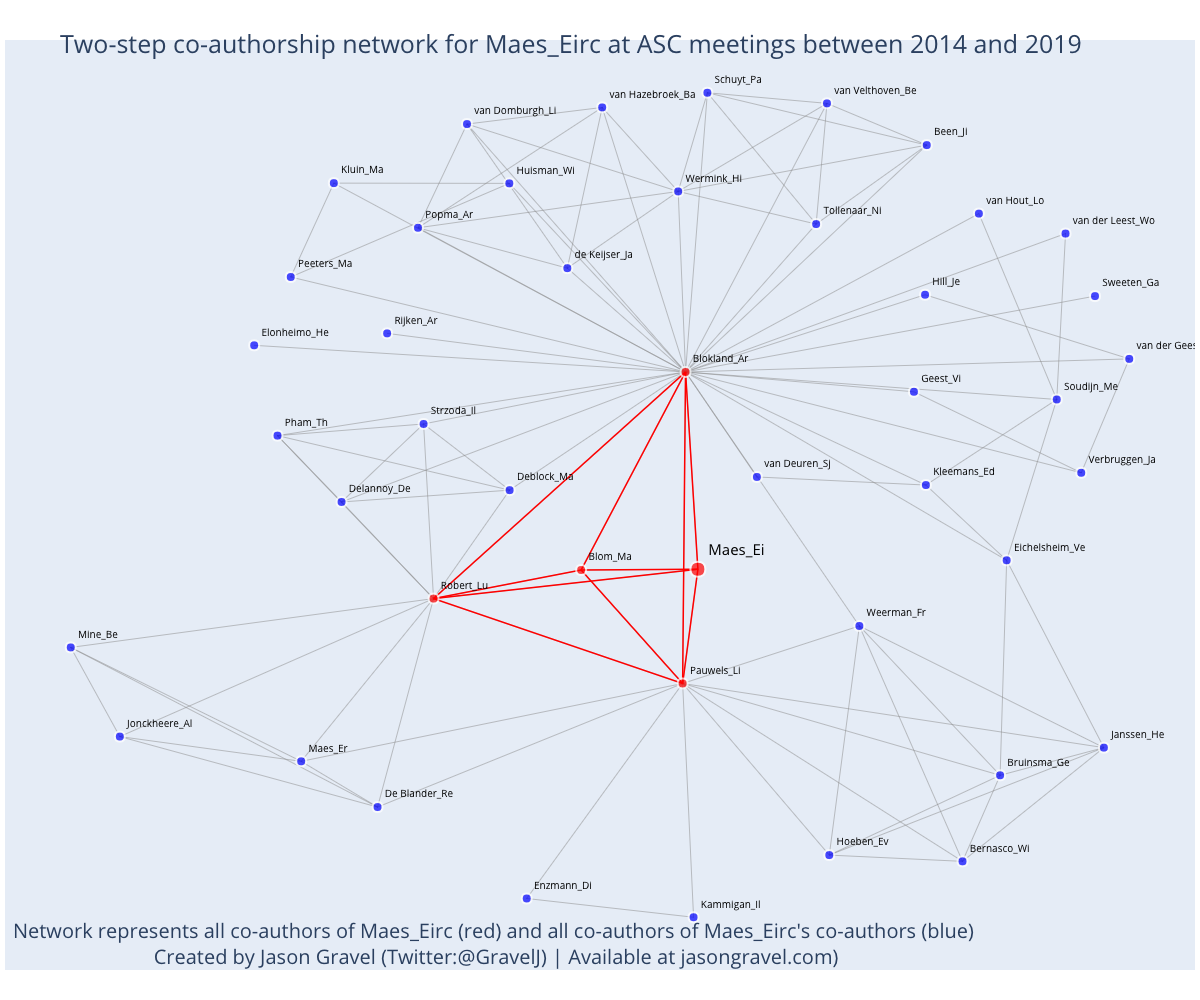 Two-step co-authorship network for Maes_Eirc at ASC meetings between 2014 and 2019
Schuyt_Pa
van Velthoven_Be
van Hazebroek_Ba
van Domburgh_Li
Been_Ji
Kluin_Ma
Huisman_Wi
Wermink_Hi
van Hout_Lo
Popma_Ar
Tollenaar_Ni
van der Leest_Wo
de Keijser_Ja
Peeters_Ma
Hill_Je
Sweeten_Ga
Rijken_Ar
Elonheimo_He
van der Gees
Blokland_Ar
Geest_Vi
Soudijn_Me
Strzoda_Il
Pham_Th
van Deuren_Sj
Verbruggen_Ja
Deblock_Ma
Kleemans_Ed
Delannoy_De
Maes_Ei
Eichelsheim_Ve
Blom_Ma
Robert_Lu
Weerman_Fr
Mine_Be
Pauwels_Li
Jonckheere_Al
Janssen_He
Maes_Er
Bruinsma_Ge
De Blander_Re
Hoeben_Ev
Bernasco_Wi
Enzmann_Di
Kammigan_Il
Network represents all co-authors of Maes_Eirc (red) and all co-authors of Maes_Eirc's co-authors (blue)
Created by Jason Gravel (Twitter:@GravelJ) | Available at jasongravel.com)